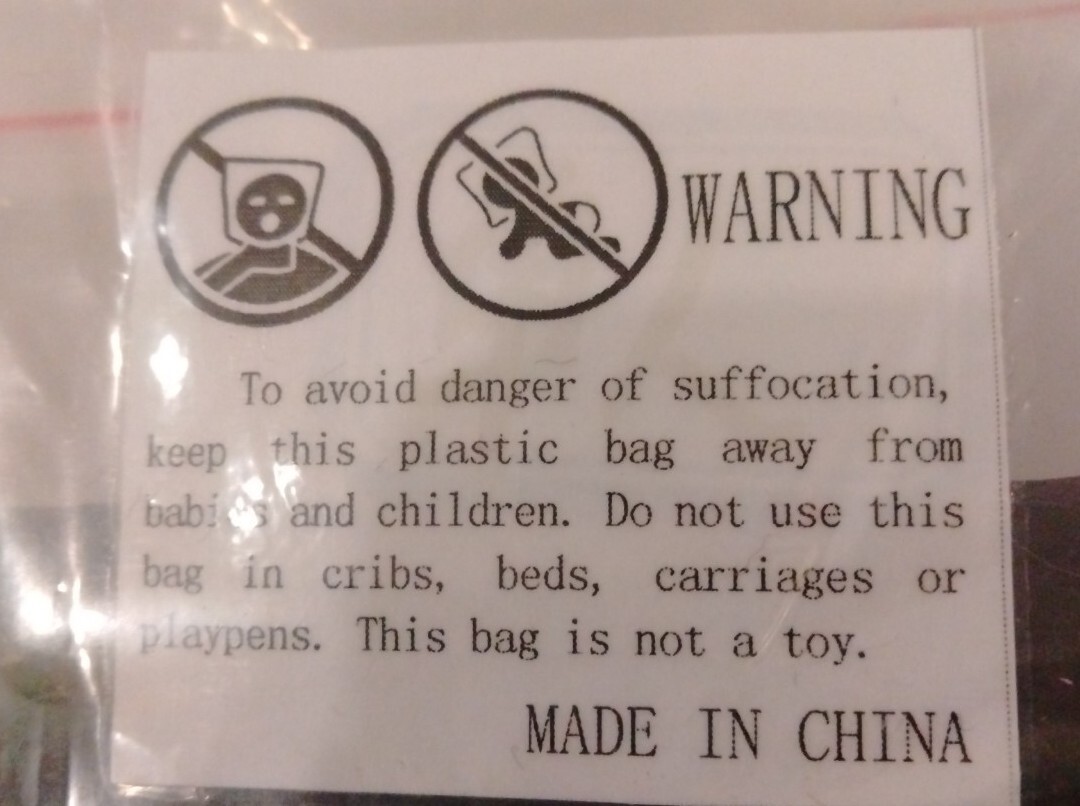 WARNING
To avoid danger of suffocation,
keep this plastic bag away from
babies and children. Do not use this
bag in cribs, beds, carriages or
playpens. This bag is not a toy.
MADE IN CHINA